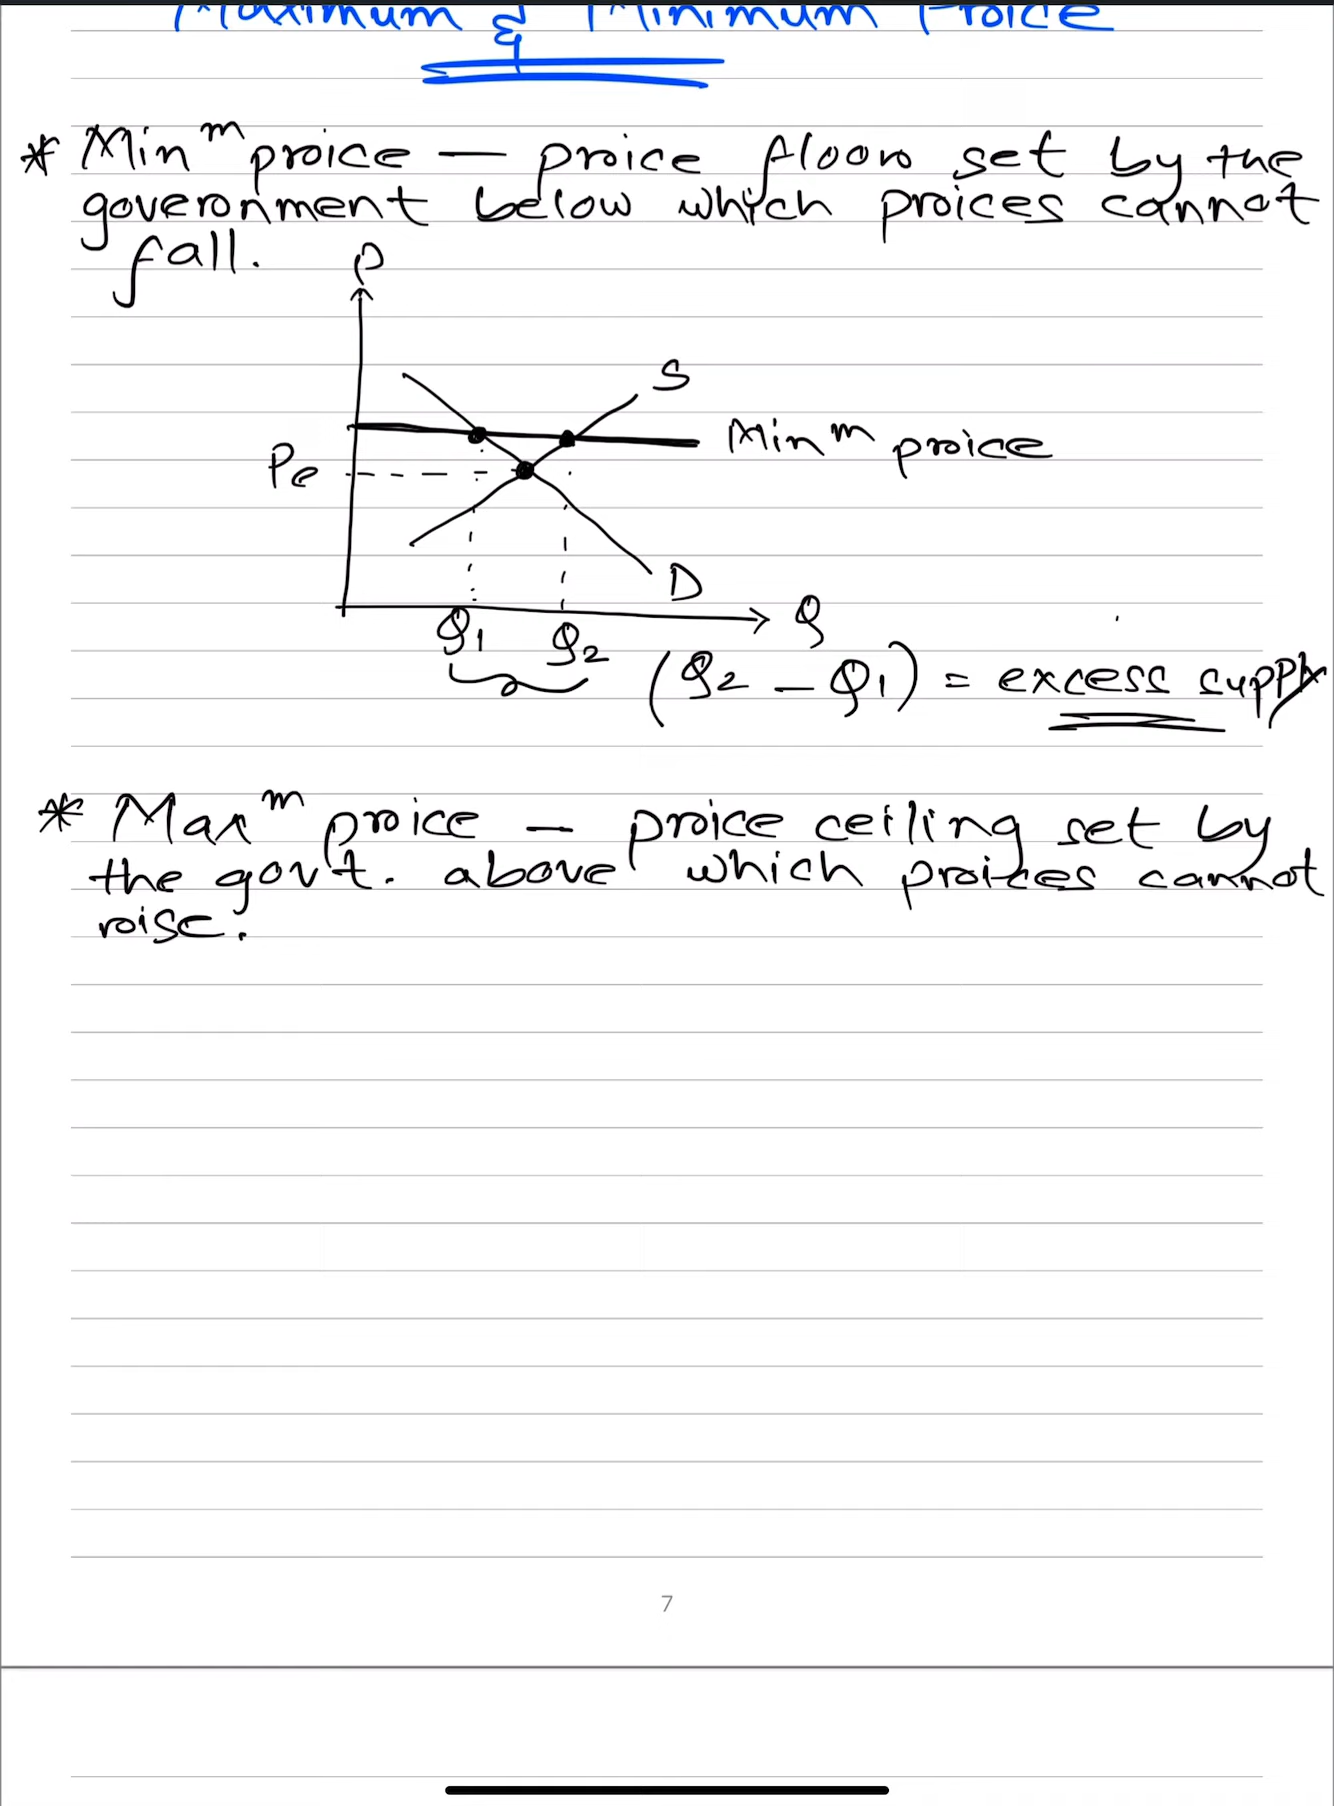 Maximum & Minimum Price
* Minᵐ price — price floor set by the
government below which prices cannot
fall.
P
S
Minᵐ price
Pe
D
Q
Q1 Q2
(Q2 – Q1) = excess supply
* Maxᵐ price – price ceiling set by
the govt. above which prices cannot
rise.
7